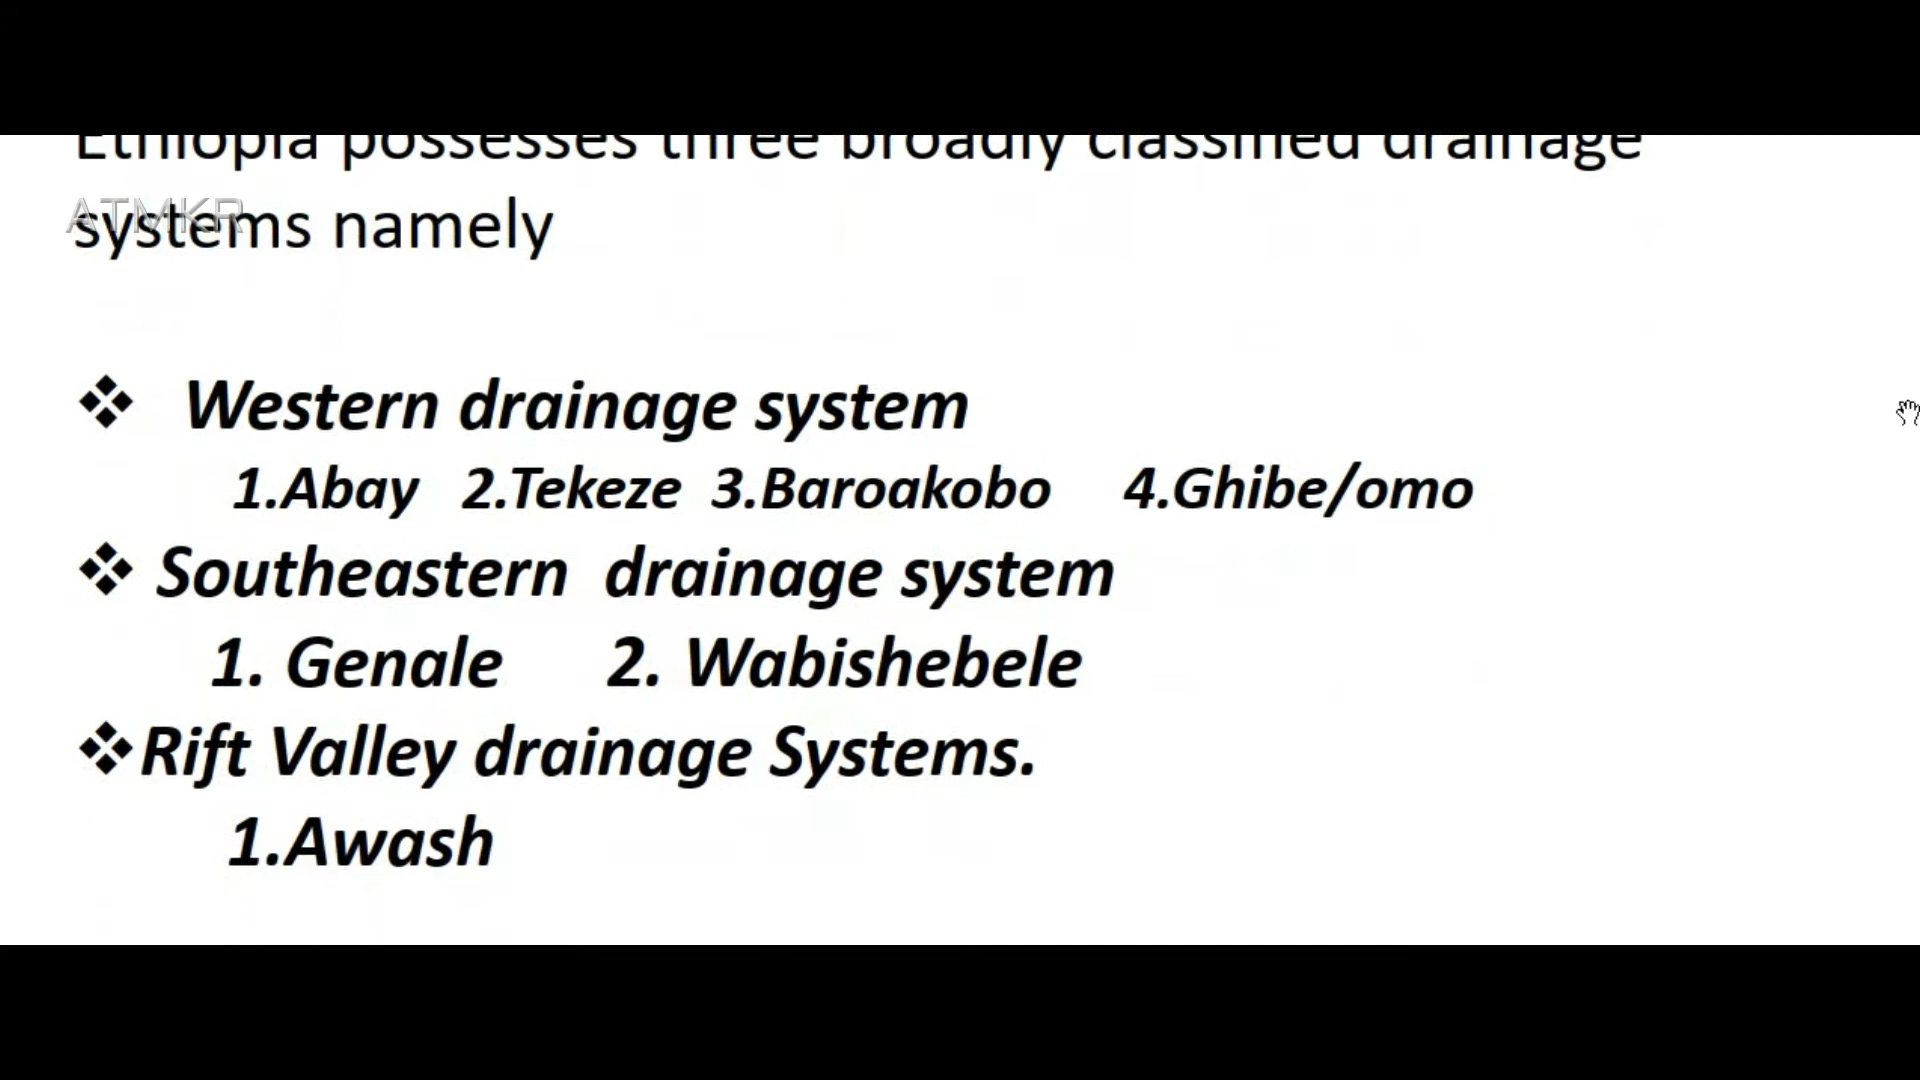 Ethiopia possesses three broadly classified drainage
systems namely
ATMKR
Western drainage system
1.Abay 2.Tekeze 3.Baroakobo 4.Ghibe/omo
Southeastern drainage system
1. Genale 2. Wabishebele
Rift Valley drainage Systems.
1.Awash